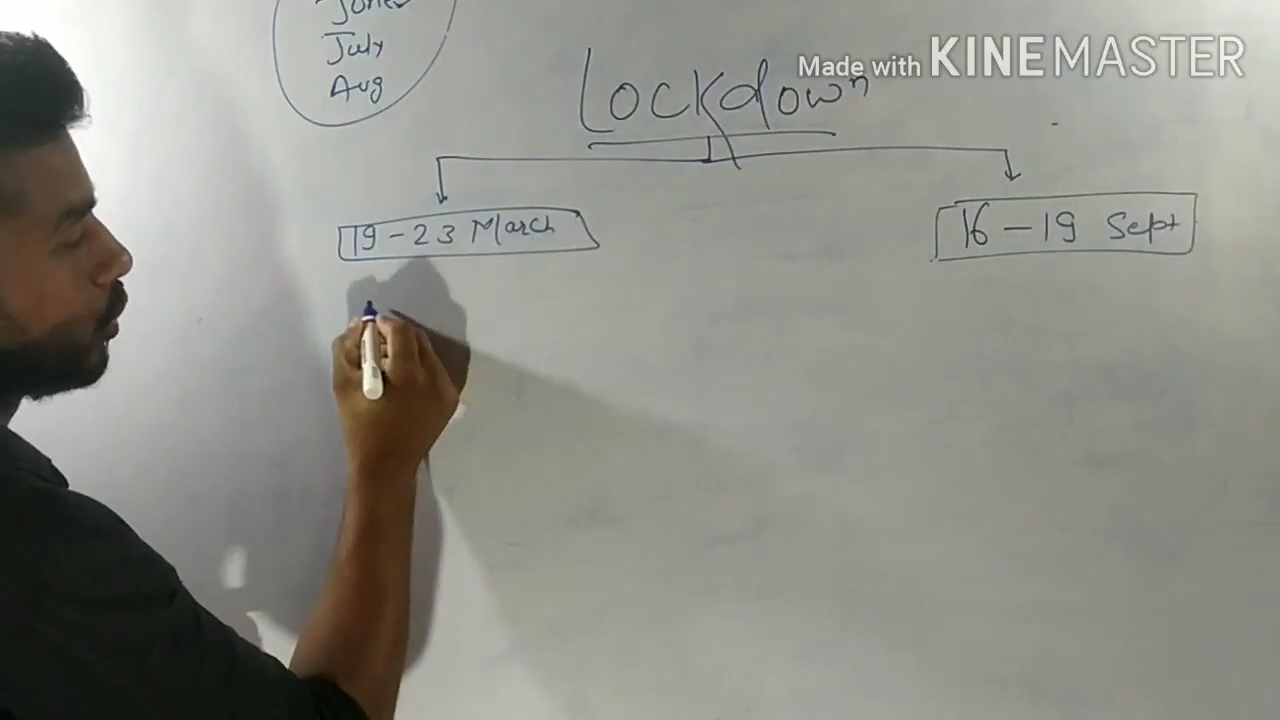 July
Aug
Lockdown
Made with KINEMASTER
19 - 23 March
16 - 19 Sept